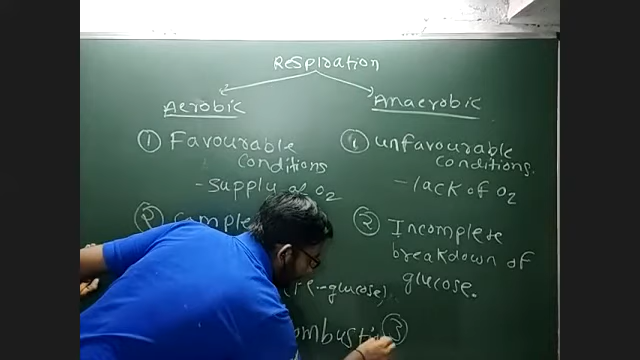 Respiration
Aerobic
① Favourable
conditions
- supply of O2
②
(i.e.-glucose)
Anaerobic
① unfavourable
conditions.
- lack of O2
② Incomplete
breakdown of
glucose.
③